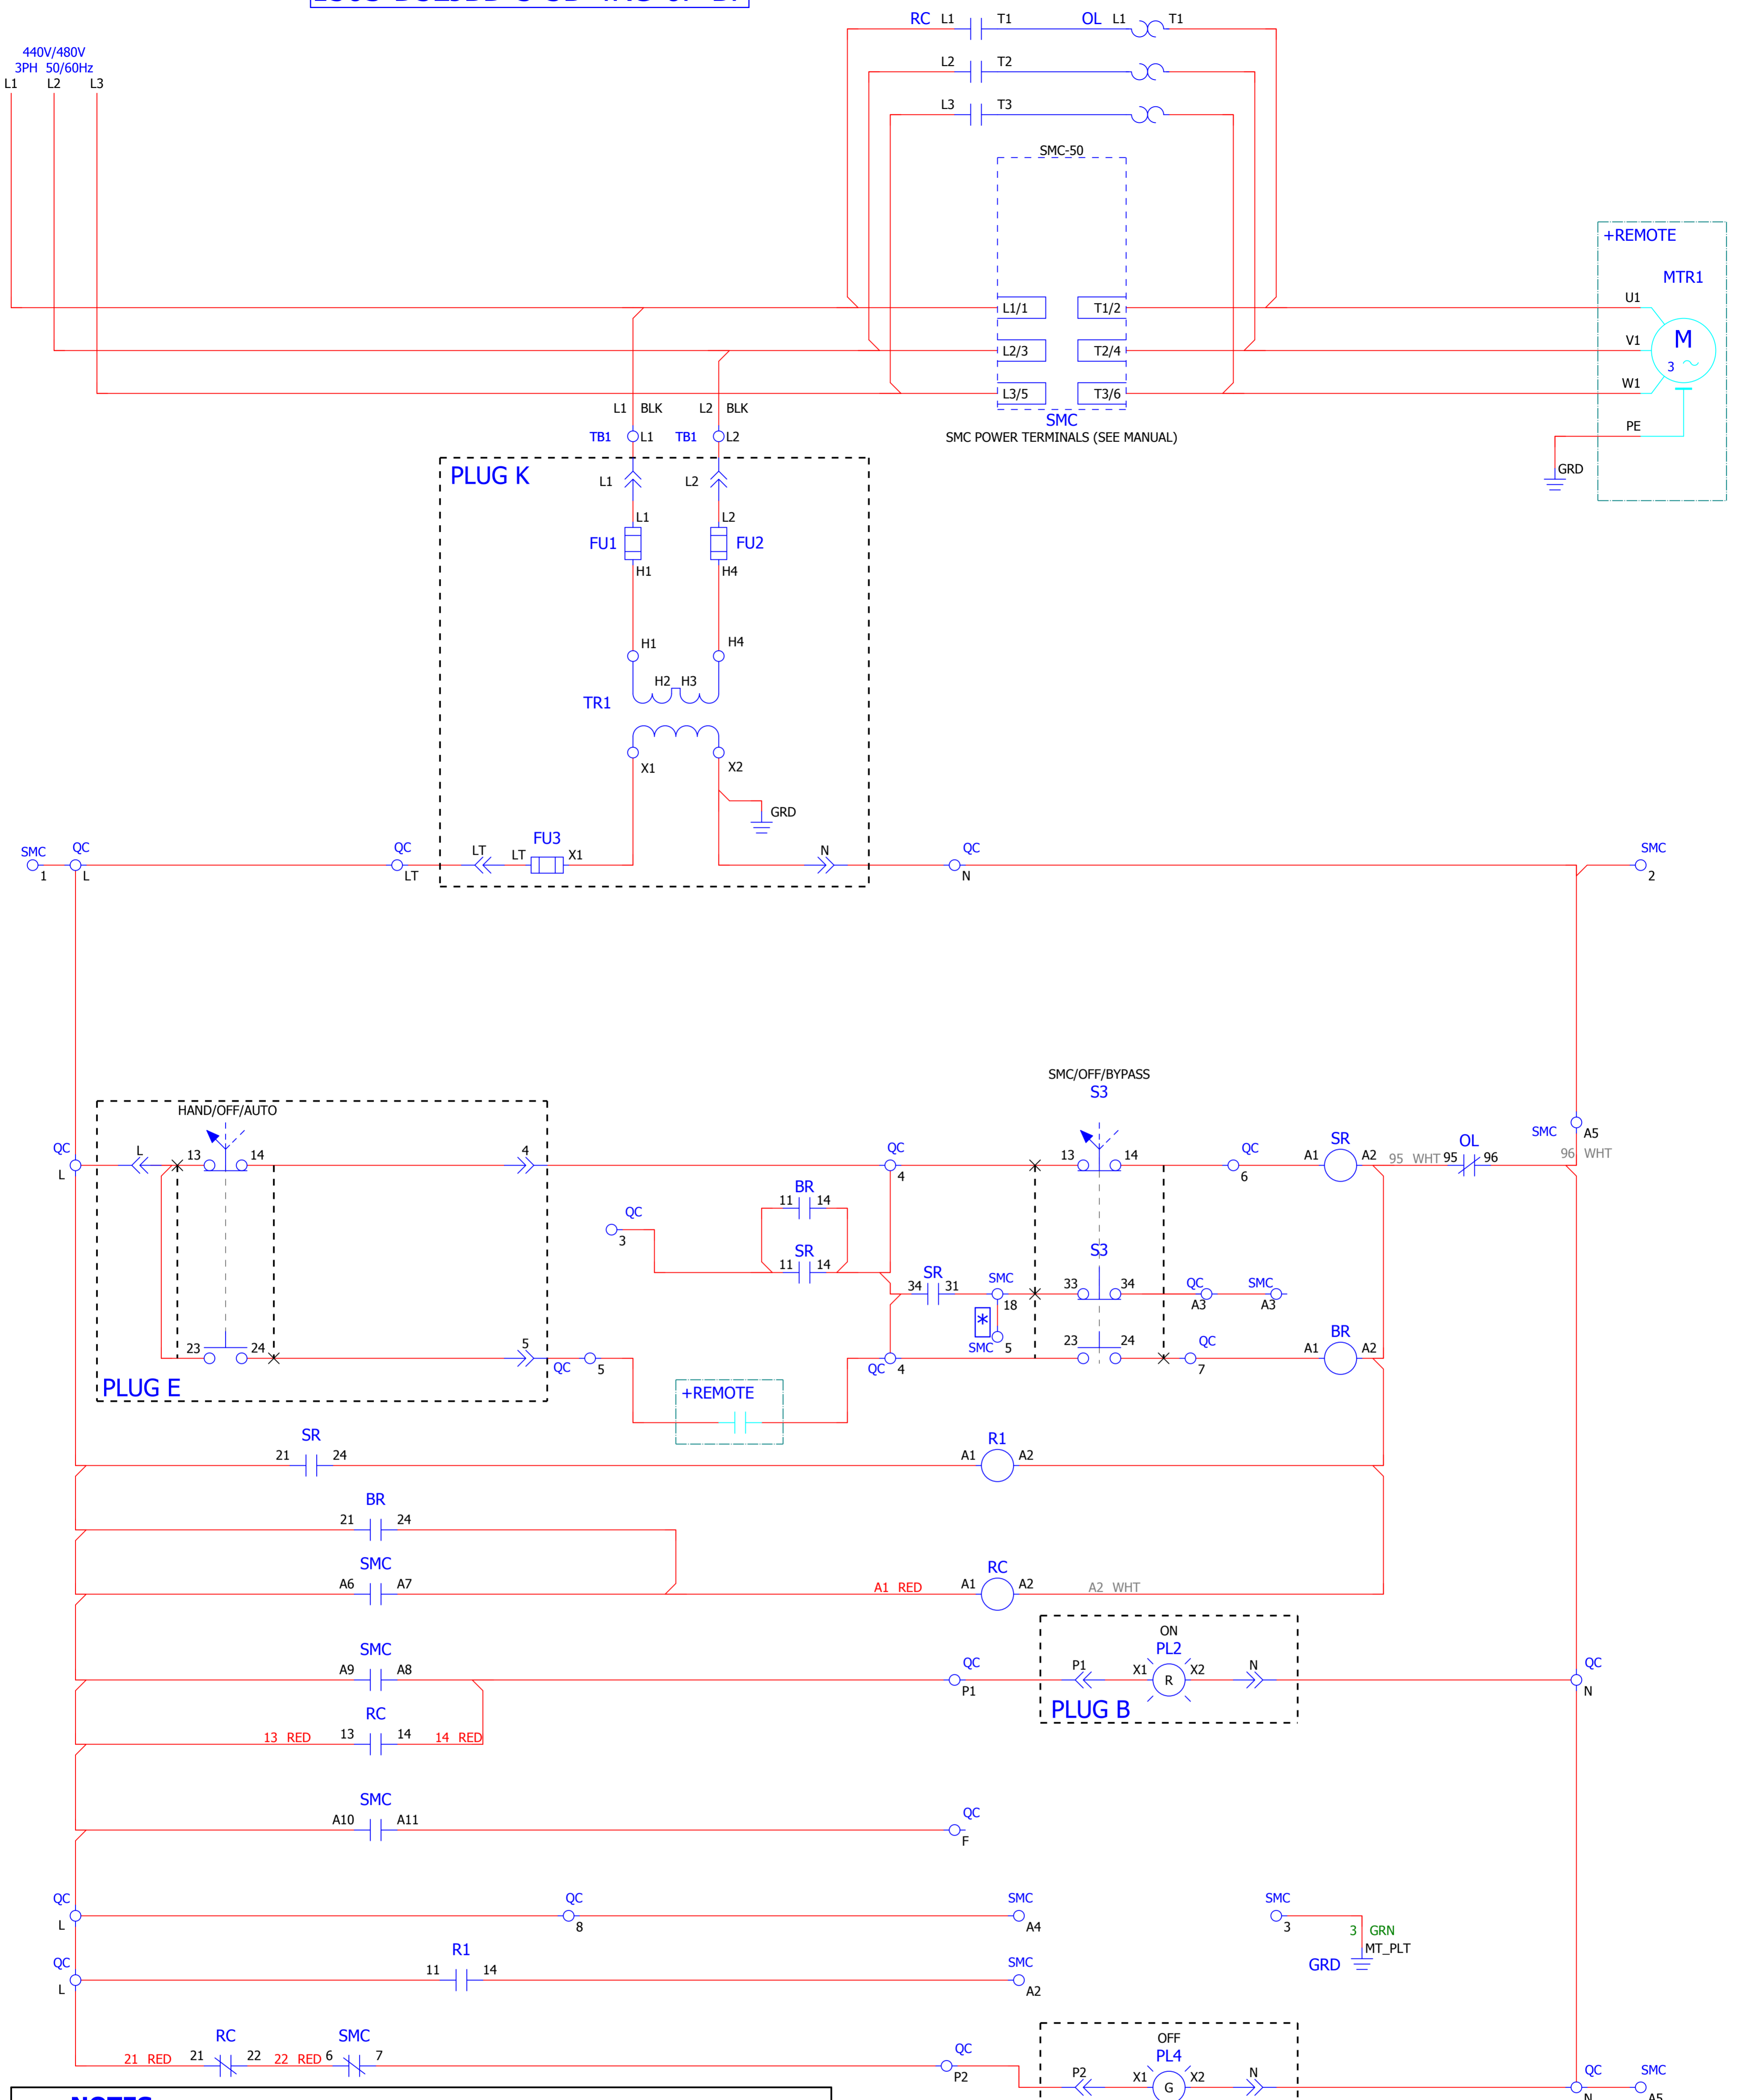 RC L1 T1 OL L1 T1
440V/480V
3PH 50/60Hz
L1 L2 L3
L2 T2
L3 T3
SMC-50
+REMOTE
MTR1
L1/1 T1/2 U1
M
3
L2/3 T2/4 V1
L3/5 T3/6 W1
L1 BLK L2 BLK
SMC
SMC POWER TERMINALS (SEE MANUAL)
PE
TB1 L1 TB1 L2
GRD
PLUG K
L1 L2
L1 L2
FU1 FU2
H1 H4
H1 H4
H2 H3
TR1
X1 X2
GRD
FU3
SMC QC QC LT LT X1 N QC SMC
1 L LT N 2
SMC/OFF/BYPASS
S3
HAND/OFF/AUTO
SMC A5
QC L 13 14 4 QC 13 14 QC SR OL
A1 A2 95 WHT 95 96 96 WHT
L 4 6
BR
11 14
QC
3
SR
11 14
S3
SR
34 31 SMC 33 34 QC SMC
18 A3 A3
*
SMC 5
BR
23 24 5 QC 5 QC 4 23 24 QC 7 A1 A2
PLUG E
+REMOTE
SR
21 24
R1
A1 A2
BR
21 24
SMC
A6 A7
RC
A1 RED A1 A2 A2 WHT
ON
PL2
SMC
A9 A8
QC
P1
P1 X1 R X2 N
QC
N
PLUG B
RC
13 RED 13 14 14 RED
SMC
A10 A11
QC
F
QC QC SMC SMC
L 8 A4 3
3 GRN
MT_PLT
GRD
QC R1 SMC
L 11 14 A2
OFF
PL4
RC SMC
21 RED 21 22 22 RED 6 7
QC
P2
P2 X1 G X2 N
QC SMC